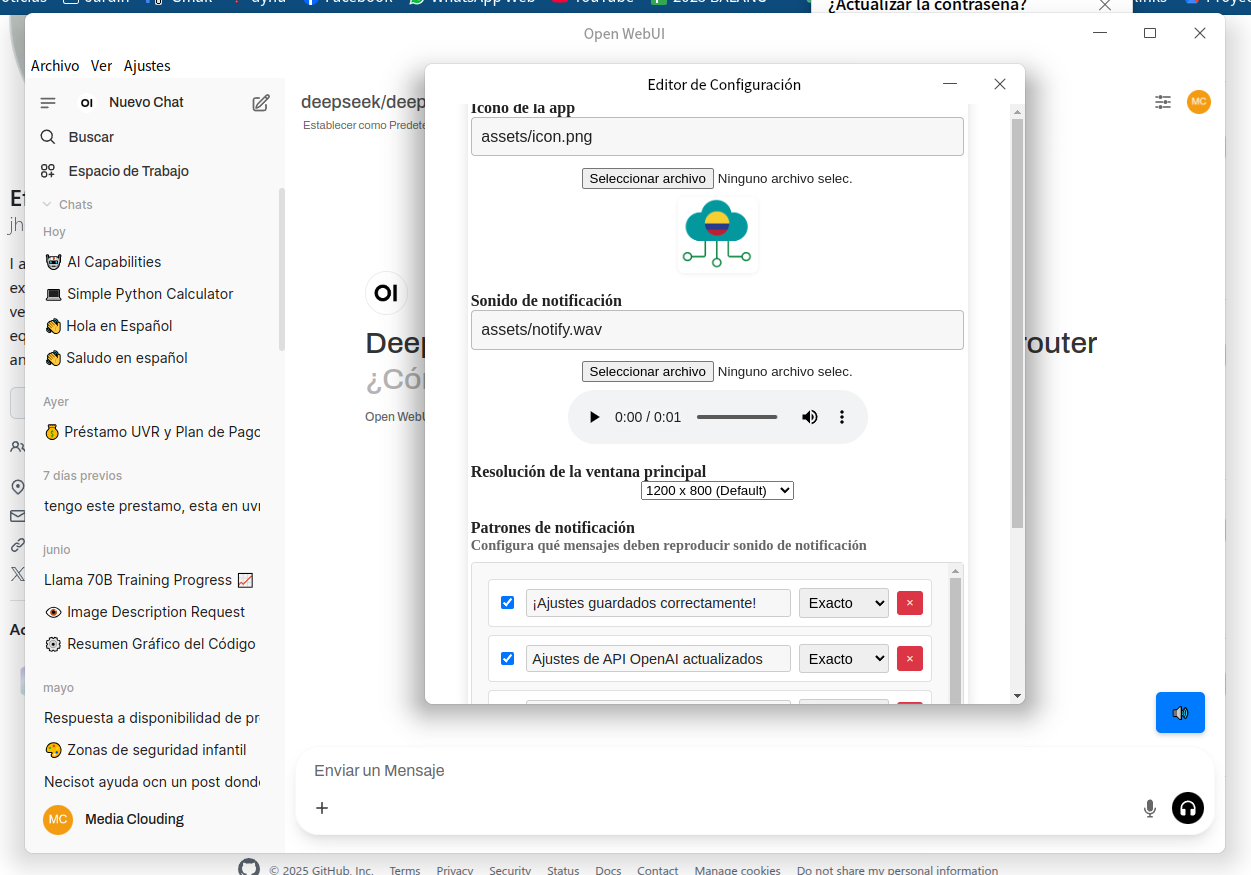 WhatsApp Web
YouTube
¿Actualizar la contraseña?
Open WebUI
Archivo Ver Ajustes
OI Nuevo Chat
Buscar
Espacio de Trabajo
Chats
Hoy
AI Capabilities
Simple Python Calculator
Hola en Español
Saludo en español
Ayer
Préstamo UVR y Plan de Pago
7 días previos
tengo este prestamo, esta en uvr
junio
Llama 70B Training Progress 📈
Image Description Request
Resumen Gráfico del Código
mayo
Respuesta a disponibilidad de pr
Zonas de seguridad infantil
Necisot ayuda ocn un post dond
MC Media Clouding
deepseek/deep
Establecer como Predete
MC
OI
Deep
router
¿Có
Open WebU
Editor de Configuración
Icono de la app
assets/icon.png
Seleccionar archivo Ninguno archivo selec.
Sonido de notificación
assets/notify.wav
Seleccionar archivo Ninguno archivo selec.
0:00 / 0:01
Resolución de la ventana principal
1200 x 800 (Default)
Patrones de notificación
Configura qué mensajes deben reproducir sonido de notificación
¡Ajustes guardados correctamente! Exacto ×
Ajustes de API OpenAI actualizados Exacto ×
Enviar un Mensaje
© 2025 GitHub, Inc. Terms Privacy Security Status Docs Contact Manage cookies Do not share my personal information